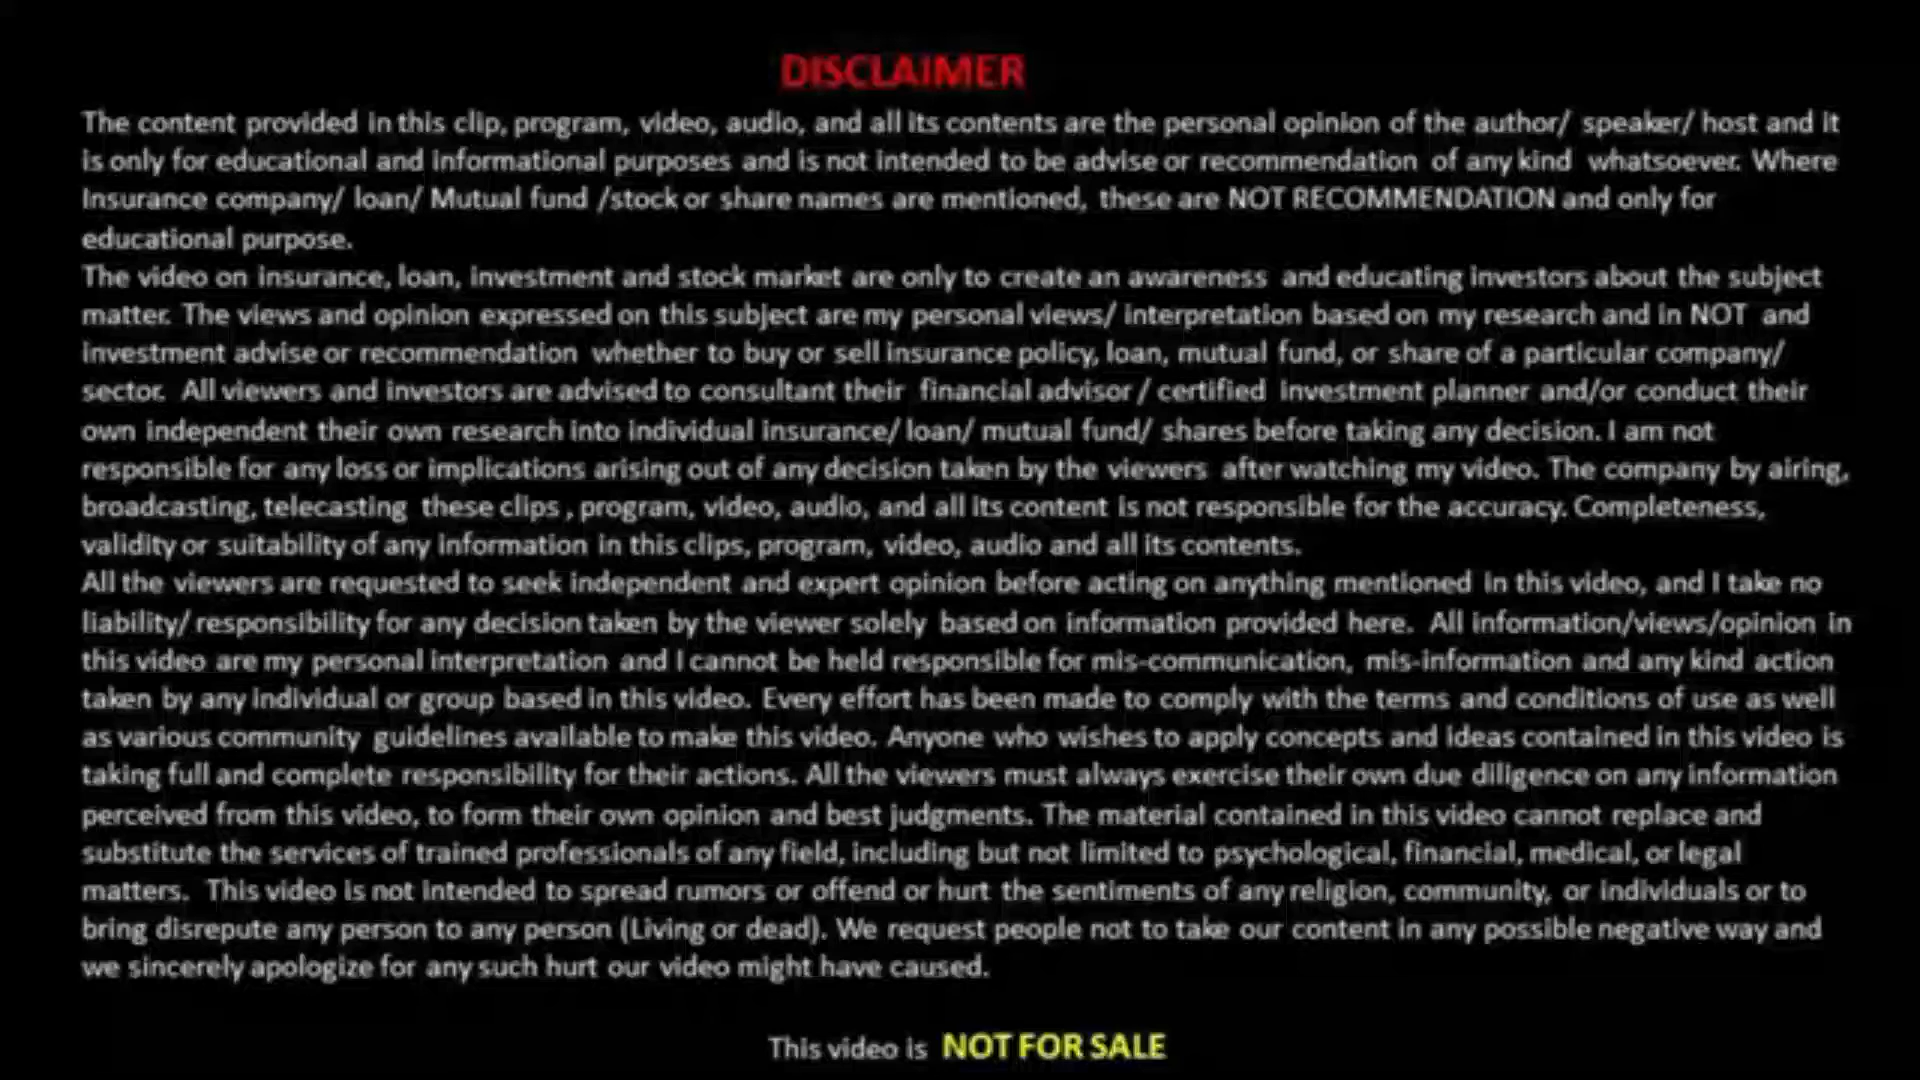 DISCLAIMER
The content provided in this clip, program, video, audio, and all its contents are the personal opinion of the author/ speaker/ host and it
is only for educational and informational purposes and is not intended to be advise or recommendation of any kind whatsoever. Where
Insurance company/ loan/ Mutual fund /stock or share names are mentioned, these are NOT RECOMMENDATION and only for
educational purpose.
The video on insurance, loan, investment and stock market are only to create an awareness and educating investors about the subject
matter. The views and opinion expressed on this subject are my personal views/ interpretation based on my research and in NOT and
investment advise or recommendation whether to buy or sell insurance policy, loan, mutual fund, or share of a particular company/
sector. All viewers and investors are advised to consultant their financial advisor / certified investment planner and/or conduct their
own independent their own research into individual insurance/ loan/ mutual fund/ shares before taking any decision. I am not
responsible for any loss or implications arising out of any decision taken by the viewers after watching my video. The company by airing,
broadcasting, telecasting these clips , program, video, audio, and all its content is not responsible for the accuracy. Completeness,
validity or suitability of any information in this clips, program, video, audio and all its contents.
All the viewers are requested to seek independent and expert opinion before acting on anything mentioned in this video, and I take no
liability/ responsibility for any decision taken by the viewer solely based on information provided here. All information/views/opinion in
this video are my personal interpretation and I cannot be held responsible for mis-communication, mis-information and any kind action
taken by any individual or group based in this video. Every effort has been made to comply with the terms and conditions of use as well
as various community guidelines available to make this video. Anyone who wishes to apply concepts and ideas contained in this video is
taking full and complete responsibility for their actions. All the viewers must always exercise their own due diligence on any information
perceived from this video, to form their own opinion and best judgments. The material contained in this video cannot replace and
substitute the services of trained professionals of any field, including but not limited to psychological, financial, medical, or legal
matters. This video is not intended to spread rumors or offend or hurt the sentiments of any religion, community, or individuals or to
bring disrepute any person to any person (Living or dead). We request people not to take our content in any possible negative way and
we sincerely apologize for any such hurt our video might have caused.
This video is NOT FOR SALE